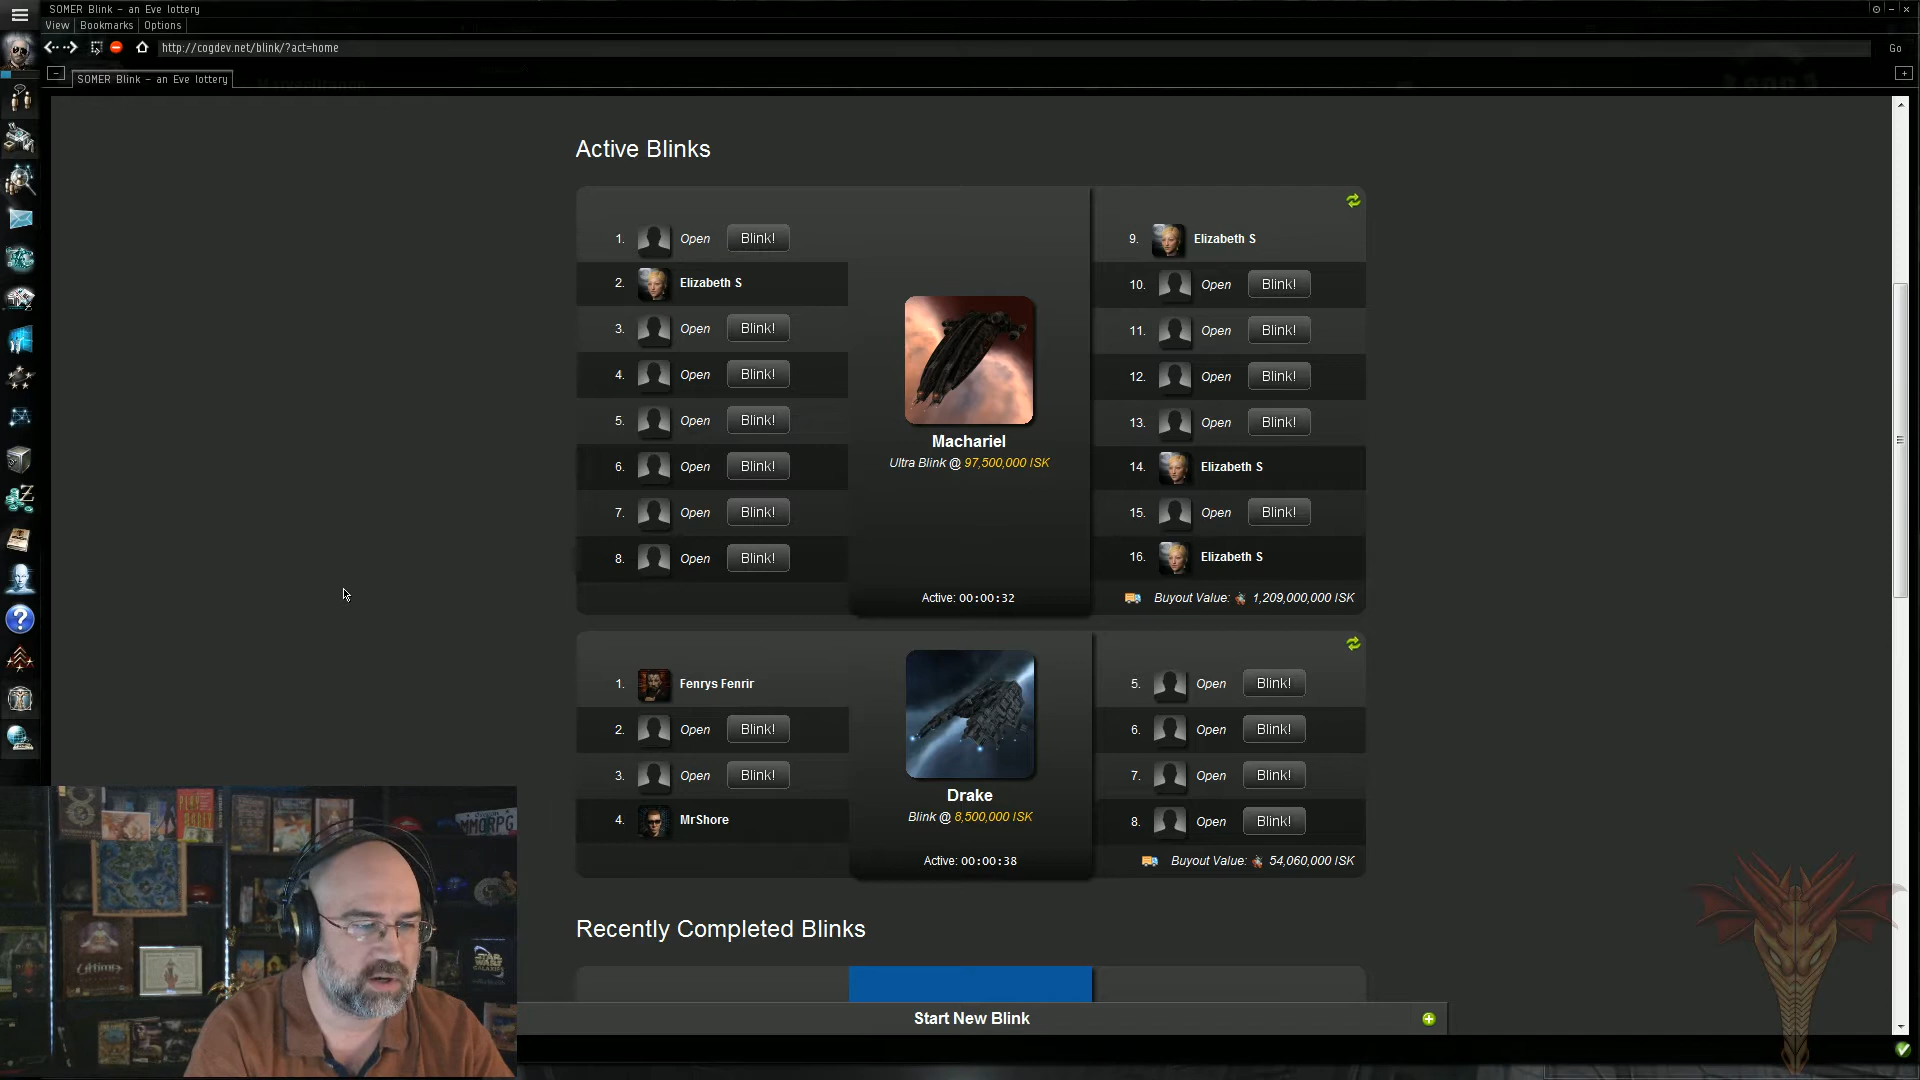 SOMER Blink – an Eve lottery
View Bookmarks Options
http://cogdev.net/blink/?act=home
Go
SOMER Blink – an Eve lottery
Active Blinks
1. Open Blink!
2. Elizabeth S
3. Open Blink!
4. Open Blink!
5. Open Blink!
6. Open Blink!
7. Open Blink!
8. Open Blink!
Machariel
Ultra Blink @ 97,500,000 ISK
Active: 00:00:32
9. Elizabeth S
10. Open Blink!
11. Open Blink!
12. Open Blink!
13. Open Blink!
14. Elizabeth S
15. Open Blink!
16. Elizabeth S
Buyout Value: 1,209,000,000 ISK
1. Fenrys Fenrir
2. Open Blink!
3. Open Blink!
4. MrShore
Drake
Blink @ 8,500,000 ISK
Active: 00:00:38
5. Open Blink!
6. Open Blink!
7. Open Blink!
8. Open Blink!
Buyout Value: 54,060,000 ISK
Recently Completed Blinks
Start New Blink
MMORPG
Ultima
STAR WARS
GALAXIES